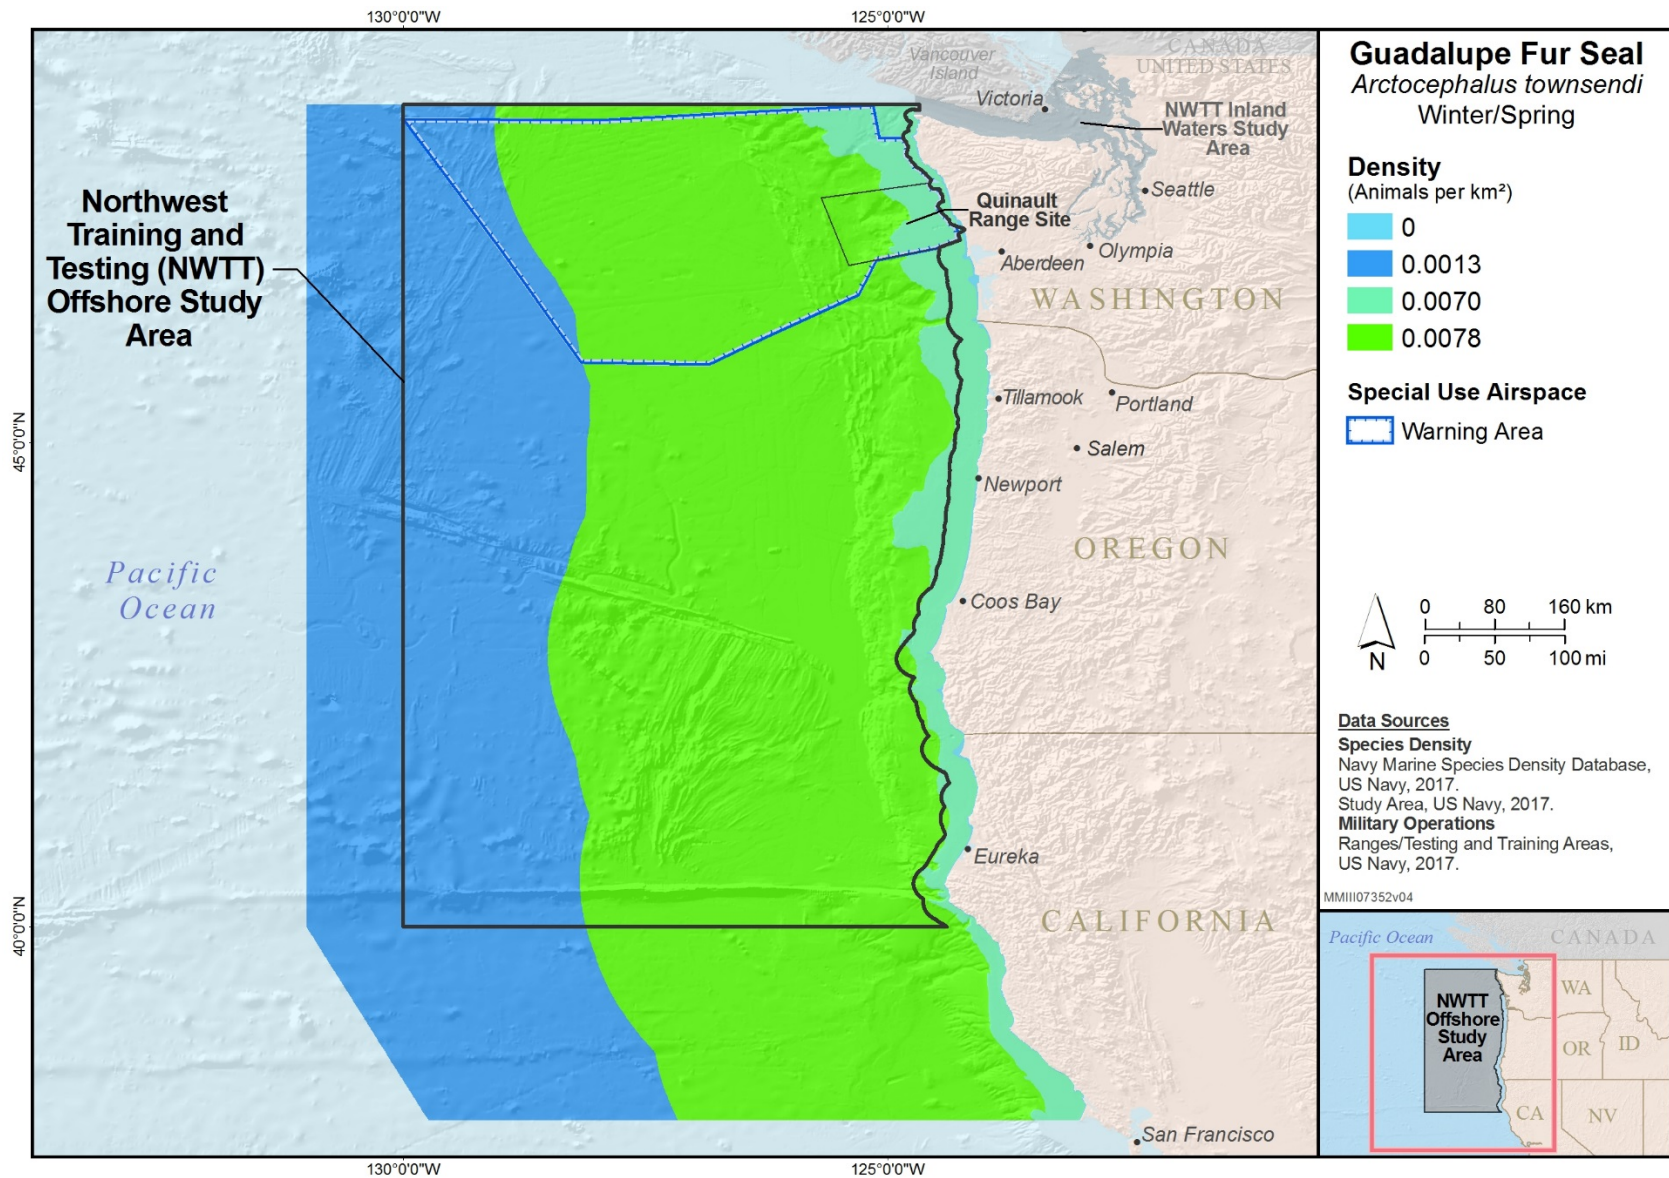 130°0'0"W
125°0'0"W
Vancouver
Island
CANADA
UNITED STATES
Victoria
NWTT Inland
Waters Study
Area
Seattle
Northwest
Training and
Testing (NWTT)
Offshore Study
Area
Quinault
Range Site
Olympia
Aberdeen
WASHINGTON
Tillamook
Portland
45°0'0"N
Salem
Newport
OREGON
Pacific
Ocean
Coos Bay
Eureka
40°0'0"N
CALIFORNIA
San Francisco
130°0'0"W
125°0'0"W
Guadalupe Fur Seal
Arctocephalus townsendi
Winter/Spring
Density
(Animals per km²)
0
0.0013
0.0070
0.0078
Special Use Airspace
Warning Area
0 80 160 km
N
0 50 100 mi
Data Sources
Species Density
Navy Marine Species Density Database,
US Navy, 2017.
Study Area, US Navy, 2017.
Military Operations
Ranges/Testing and Training Areas,
US Navy, 2017.
MMIII07352v04
Pacific Ocean
CANADA
NWTT
Offshore
Study
Area
WA
OR
ID
CA
NV